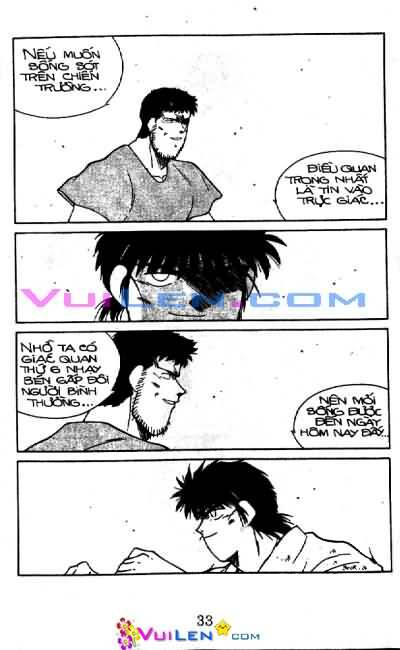 NẾU MUỐN
SỐNG SÓT
TRÊN CHIẾN
TRƯỜNG...
ĐIỀU QUAN
TRỌNG NHẤT
LÀ TIN VÀO
TRỰC GIÁC...
VUILEN.COM
NHỜ TA CÓ
GIÁC QUAN
THỨ 6 NHẠY
BÉN GẤP ĐÔI
NGƯỜI BÌNH
THƯỜNG...
NÊN MỚI
SỐNG ĐƯỢC
ĐẾN NGÀY
HÔM NAY ĐẤY...
33
VUILEN
.COM